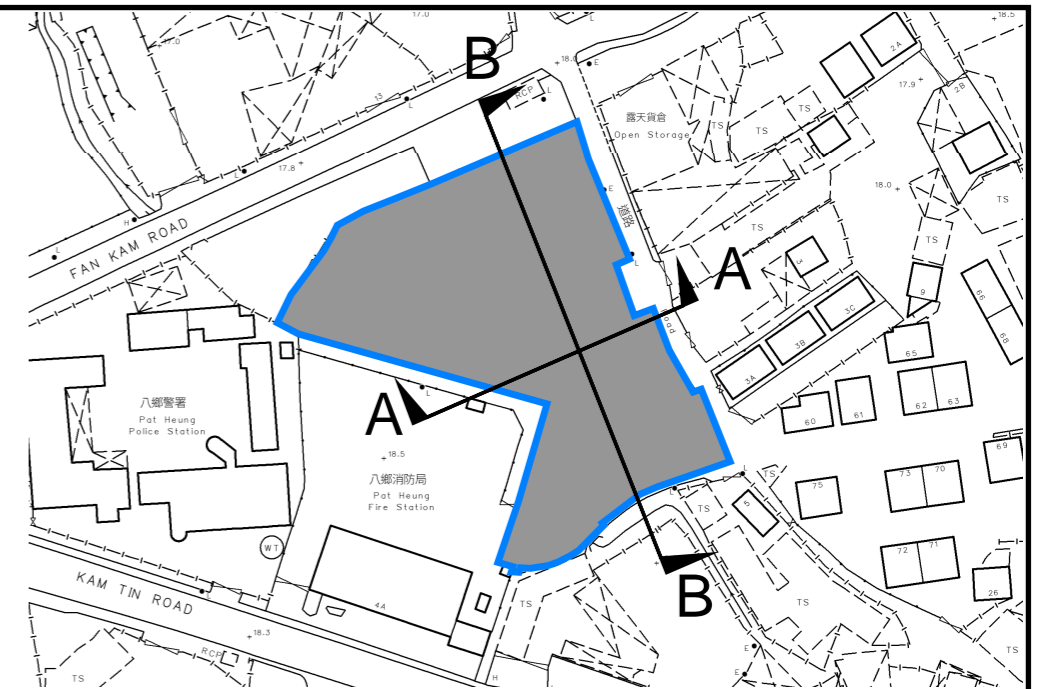 17.0
17.0
18.5
B
18.0
E
L
2A
RCP
L
13
L
17.9
2B
露天貨倉
Open Storage
TS
TS
TS
17.8
L
18.0
E
TS
H
道路
FAN KAM ROAD
L
TS
TS
L
A
3
9
66
Road
3C
68
3B
65
3A
八鄉警署
Pat Heung
Police Station
L
A
62
63
60
61
18.5
69
八鄉消防局
Pat Heung
Fire Station
L
TS
73
70
75
L
TS
5
WT
72
71
B
KAM TIN ROAD
4A
TS
TS
26
18.3
RCP
E
TS
TS
H
E